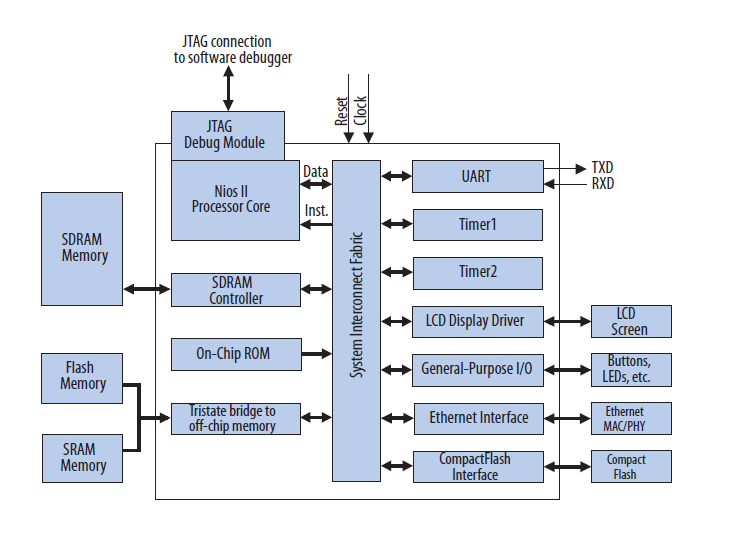 JTAG connection
to software debugger
Reset
Clock
JTAG
Debug Module
Nios II
Processor Core
Data
Inst.
System Interconnect Fabric
UART
TXD
RXD
Timer1
Timer2
SDRAM
Memory
SDRAM
Controller
LCD Display Driver
LCD
Screen
On-Chip ROM
General-Purpose I/O
Buttons,
LEDs, etc.
Flash
Memory
Tristate bridge to
off-chip memory
Ethernet Interface
Ethernet
MAC/PHY
SRAM
Memory
CompactFlash
Interface
Compact
Flash